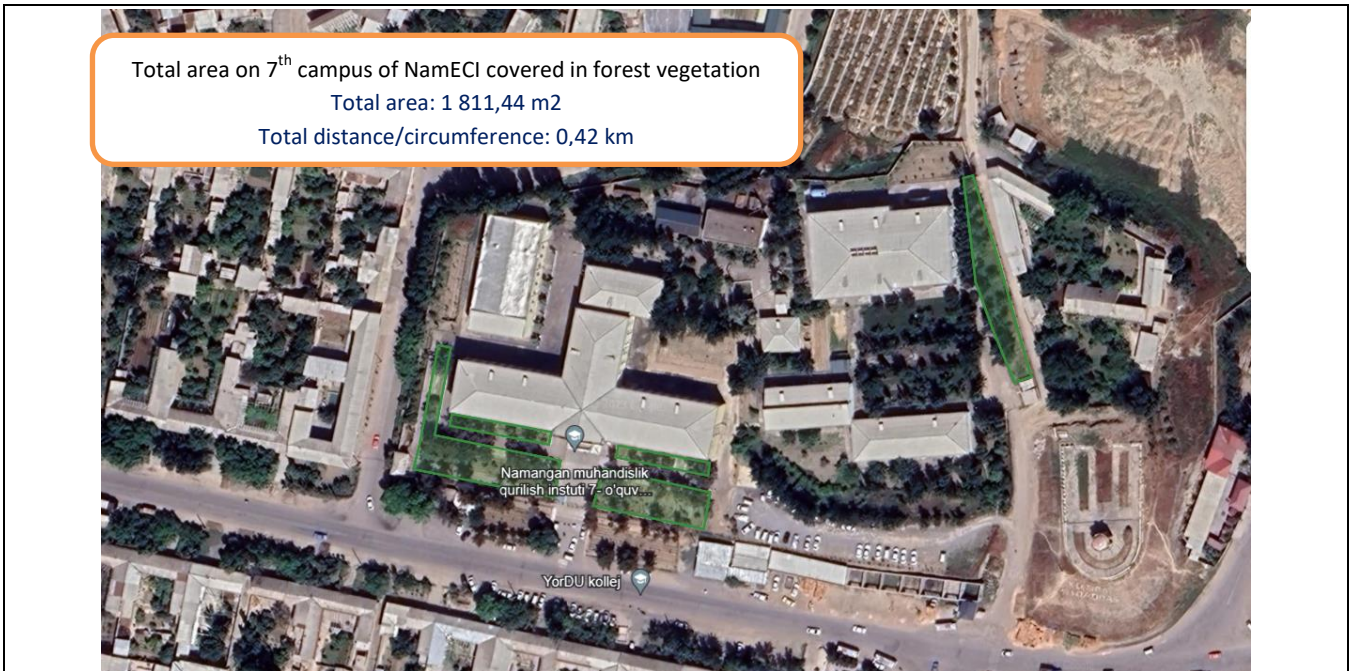 Total area on 7th campus of NamECI covered in forest vegetation
Total area: 1 811,44 m2
Total distance/circumference: 0,42 km
Namangan muhandislik
qurilish instuti 7- o'quv...
YorDU kollej